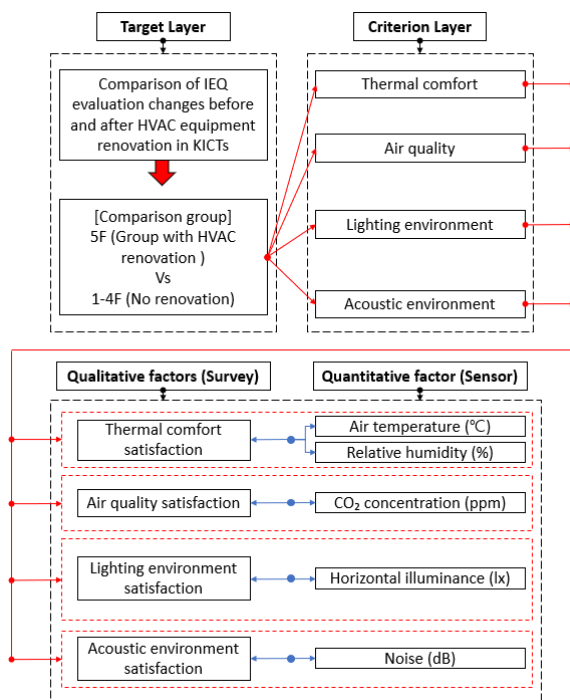 Target Layer
Criterion Layer
Comparison of IEQ
evaluation changes before
and after HVAC equipment
renovation in KICTs
[Comparison group]
5F (Group with HVAC
renovation )
Vs
1-4F (No renovation)
Thermal comfort
Air quality
Lighting environment
Acoustic environment
Qualitative factors (Survey)
Quantitative factor (Sensor)
Thermal comfort
satisfaction
Air temperature (℃)
Relative humidity (%)
Air quality satisfaction
CO₂ concentration (ppm)
Lighting environment
satisfaction
Horizontal illuminance (lx)
Acoustic environment
satisfaction
Noise (dB)